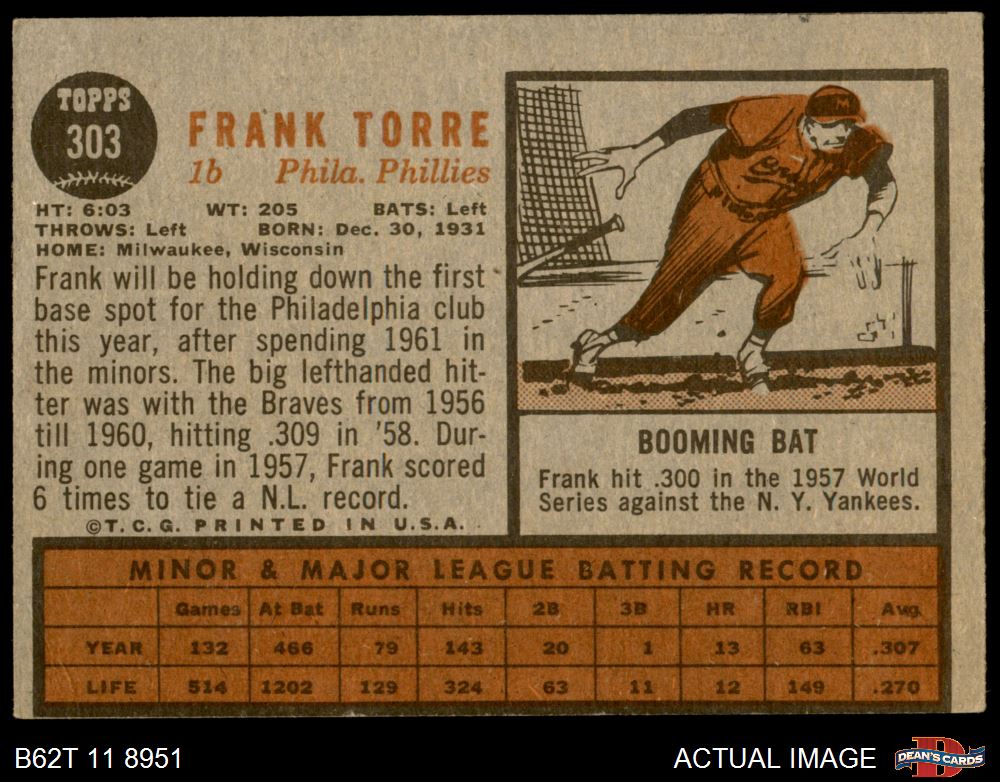 TOPPS
303
FRANK TORRE
1b Phila. Phillies
HT: 6:03 WT: 205 BATS: Left
THROWS: Left BORN: Dec. 30, 1931
HOME: Milwaukee, Wisconsin
Frank will be holding down the first
base spot for the Philadelphia club
this year, after spending 1961 in
the minors. The big lefthanded hit-
ter was with the Braves from 1956
till 1960, hitting .309 in '58. Dur-
ing one game in 1957, Frank scored
6 times to tie a N.L. record.
©T.C.G. PRINTED IN U.S.A.
M
BOOMING BAT
Frank hit .300 in the 1957 World
Series against the N. Y. Yankees.
MINOR & MAJOR LEAGUE BATTING RECORD
Games At Bat Runs Hits 2B 3B HR RBI Avg.
YEAR 132 466 79 143 20 1 13 63 .307
LIFE 514 1202 129 324 63 11 12 149 .270
B62T 11 8951
ACTUAL IMAGE
D
DEAN'S CARDS